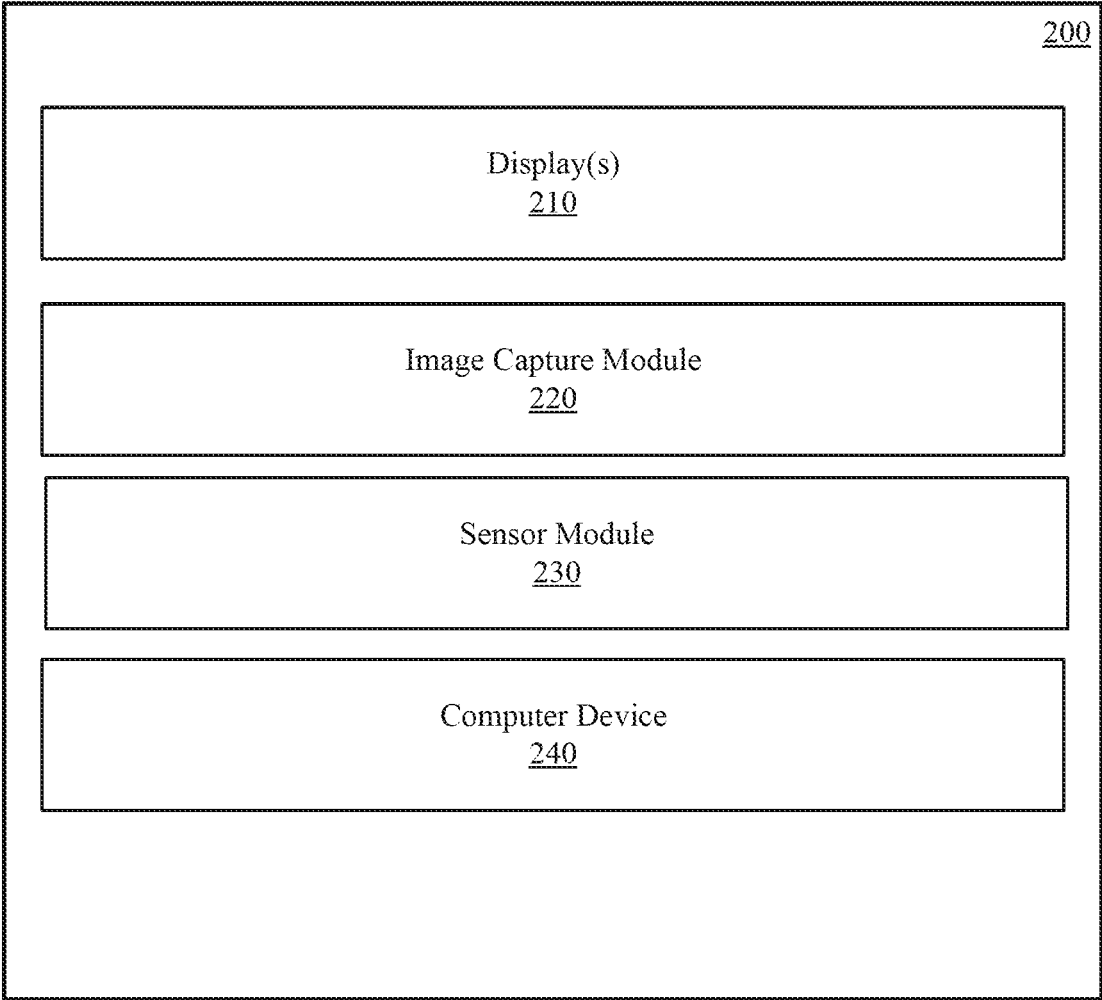 200
Display(s)
210
Image Capture Module
220
Sensor Module
230
Computer Device
240